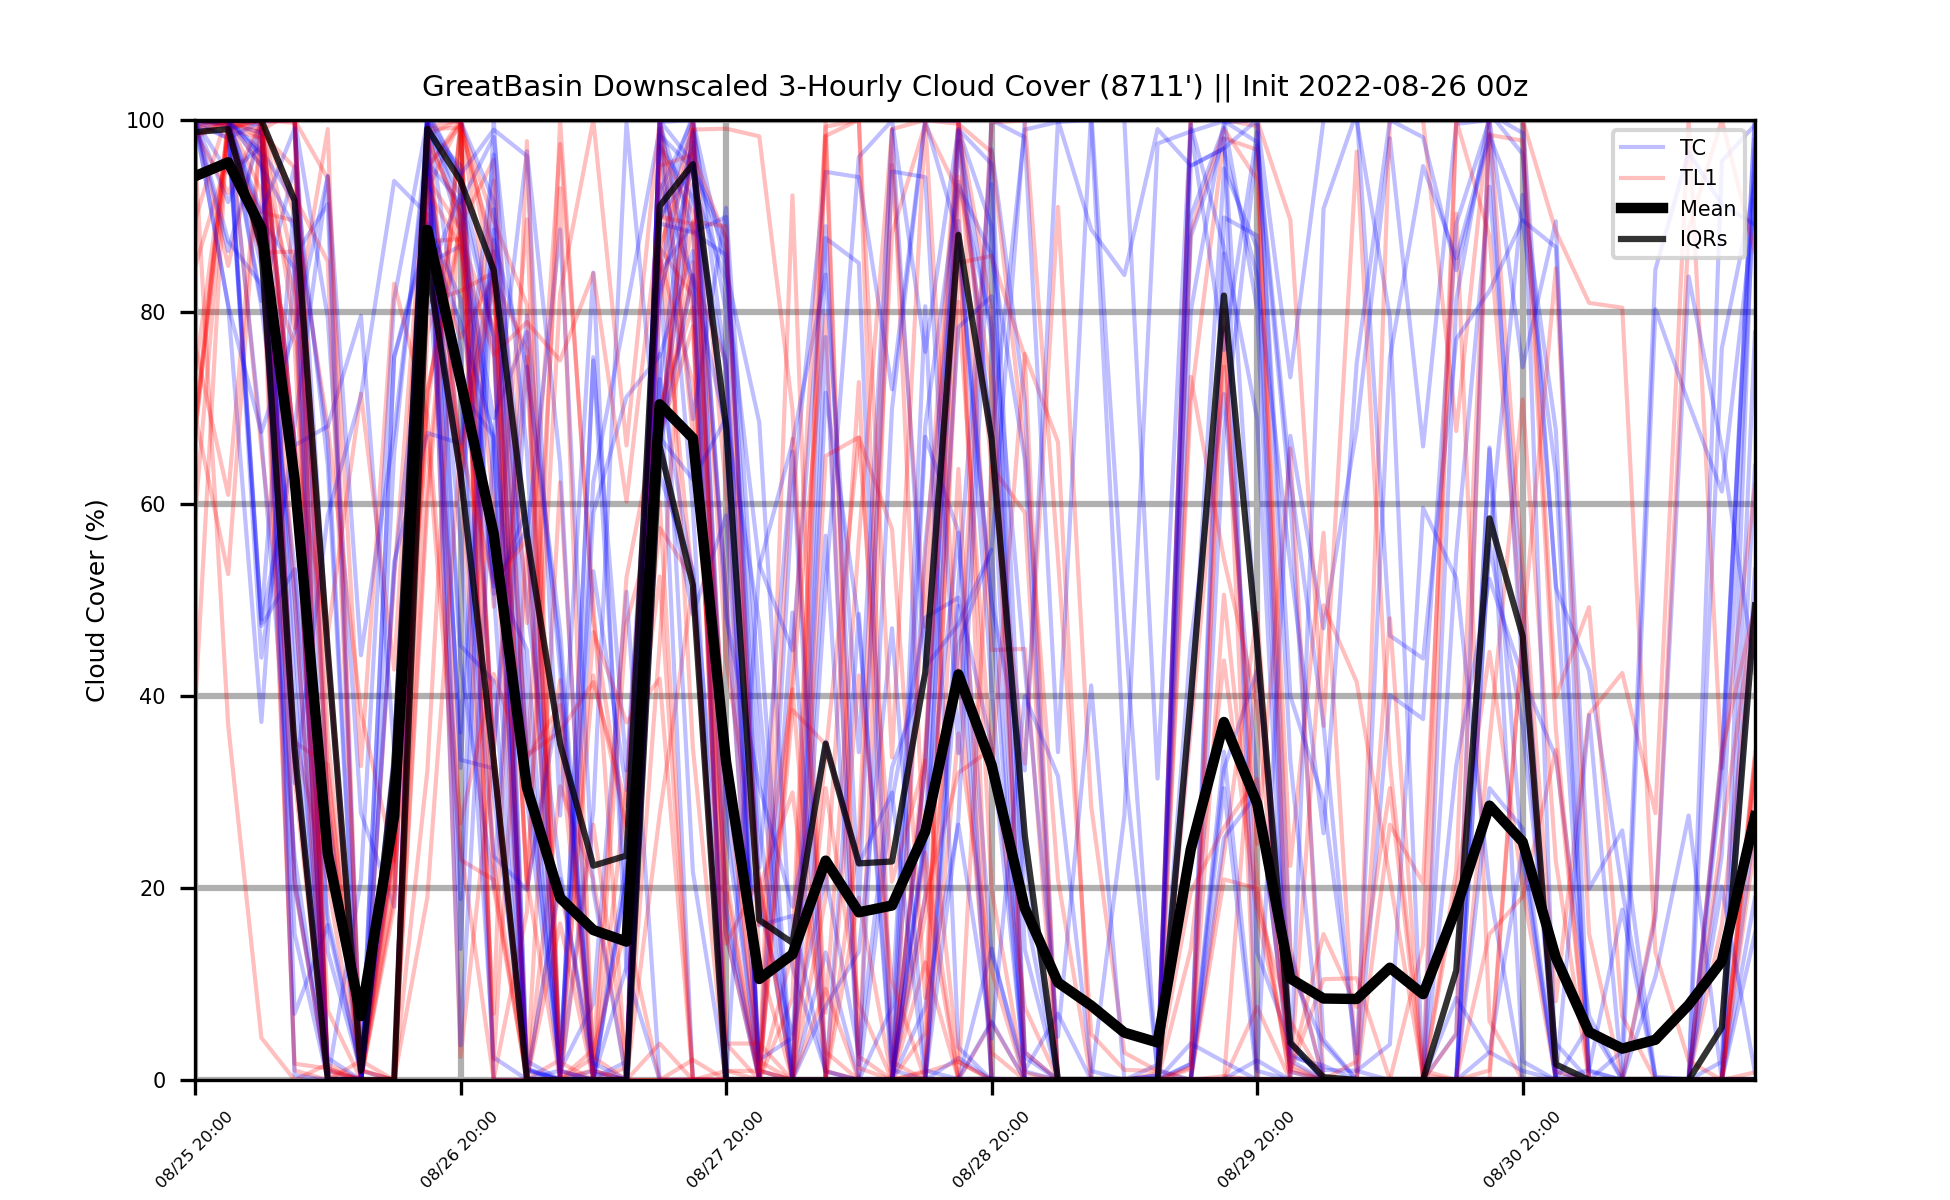 GreatBasin Downscaled 3-Hourly Cloud Cover (8711') || Init 2022-08-26 00z
Cloud Cover (%)
100
80
60
40
20
0
TC
TL1
Mean
IQRs
08/25 20:00
08/26 20:00
08/27 20:00
08/28 20:00
08/29 20:00
08/30 20:00